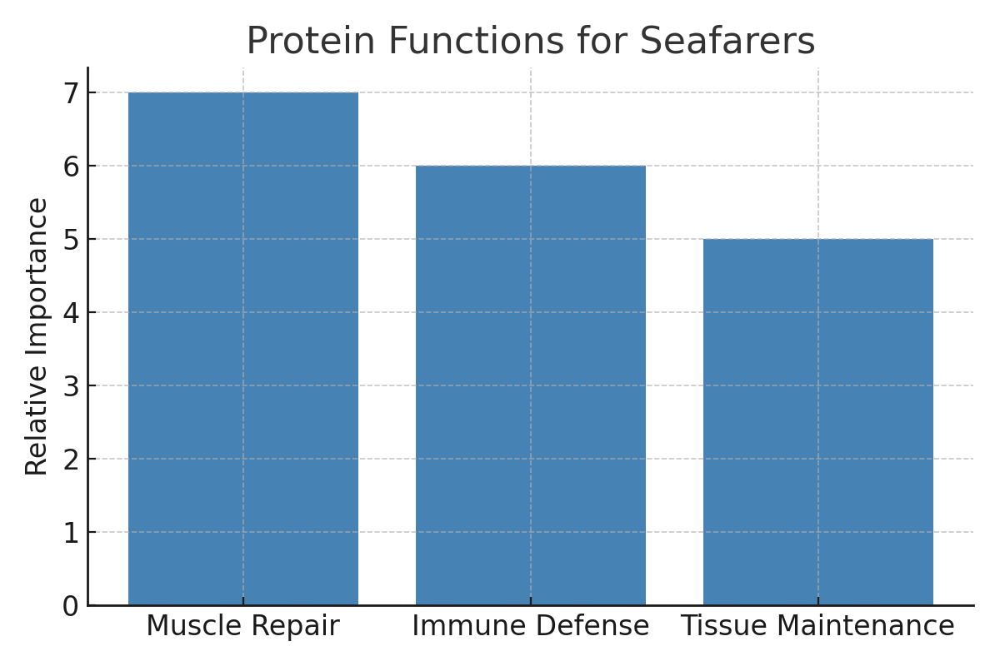 Protein Functions for Seafarers
Relative Importance
7
6
5
4
3
2
1
0
Muscle Repair
Immune Defense
Tissue Maintenance